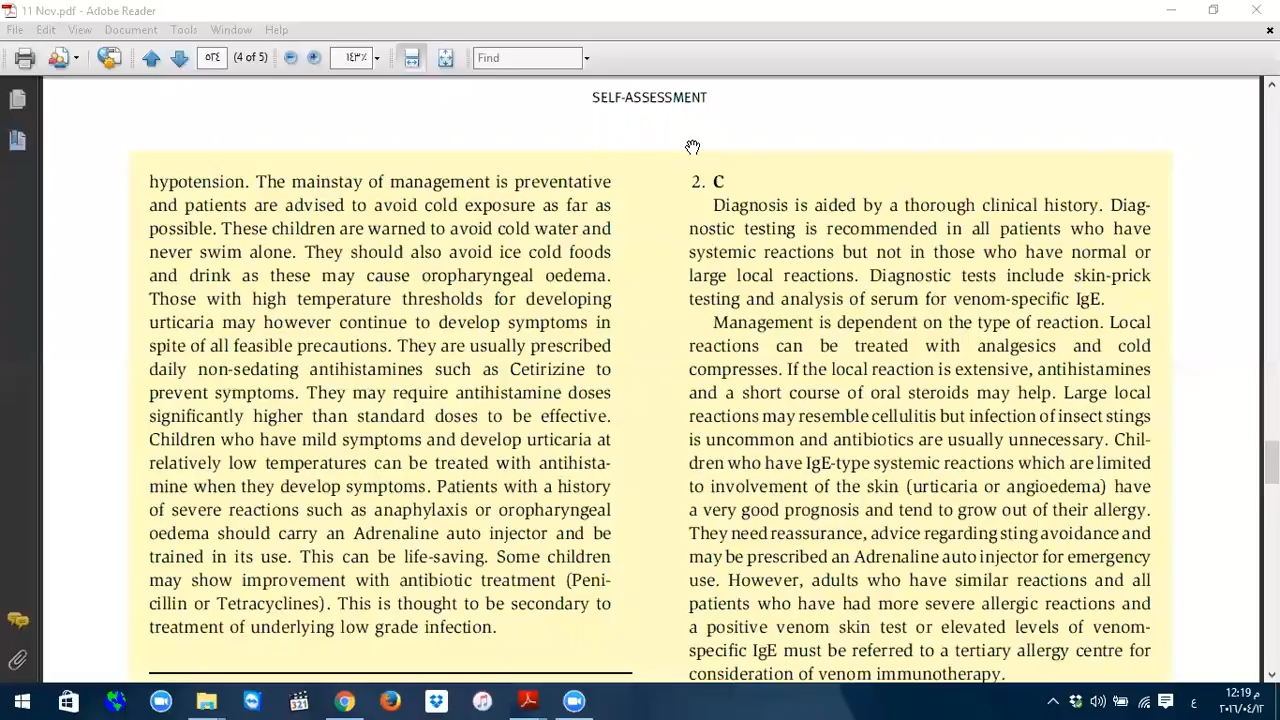 11 Nov.pdf - Adobe Reader
File Edit View Document Tools Window Help
٥٣٤ (4 of 5) ١٤٣% Find
SELF-ASSESSMENT
hypotension. The mainstay of management is preventative
and patients are advised to avoid cold exposure as far as
possible. These children are warned to avoid cold water and
never swim alone. They should also avoid ice cold foods
and drink as these may cause oropharyngeal oedema.
Those with high temperature thresholds for developing
urticaria may however continue to develop symptoms in
spite of all feasible precautions. They are usually prescribed
daily non-sedating antihistamines such as Cetirizine to
prevent symptoms. They may require antihistamine doses
significantly higher than standard doses to be effective.
Children who have mild symptoms and develop urticaria at
relatively low temperatures can be treated with antihista-
mine when they develop symptoms. Patients with a history
of severe reactions such as anaphylaxis or oropharyngeal
oedema should carry an Adrenaline auto injector and be
trained in its use. This can be life-saving. Some children
may show improvement with antibiotic treatment (Peni-
cillin or Tetracyclines). This is thought to be secondary to
treatment of underlying low grade infection.
2. C
Diagnosis is aided by a thorough clinical history. Diag-
nostic testing is recommended in all patients who have
systemic reactions but not in those who have normal or
large local reactions. Diagnostic tests include skin-prick
testing and analysis of serum for venom-specific IgE.
Management is dependent on the type of reaction. Local
reactions can be treated with analgesics and cold
compresses. If the local reaction is extensive, antihistamines
and a short course of oral steroids may help. Large local
reactions may resemble cellulitis but infection of insect stings
is uncommon and antibiotics are usually unnecessary. Chil-
dren who have IgE-type systemic reactions which are limited
to involvement of the skin (urticaria or angioedema) have
a very good prognosis and tend to grow out of their allergy.
They need reassurance, advice regarding sting avoidance and
may be prescribed an Adrenaline auto injector for emergency
use. However, adults who have similar reactions and all
patients who have had more severe allergic reactions and
a positive venom skin test or elevated levels of venom-
specific IgE must be referred to a tertiary allergy centre for
consideration of venom immunotherapy.
321
ع
12:19 م
٢٠١٦/٠٤/١٢